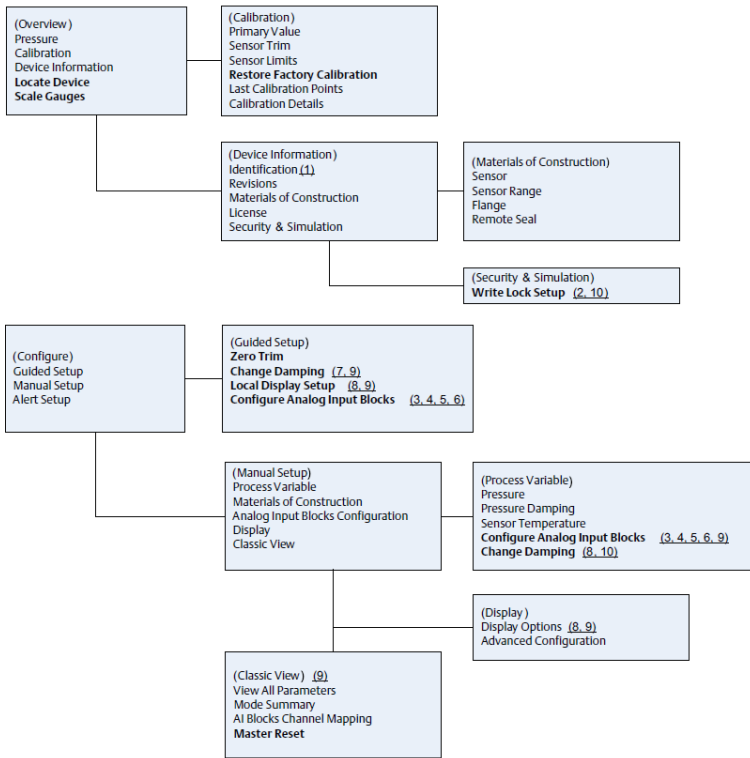 (Overview)
Pressure
Calibration
Device Information
Locate Device
Scale Gauges
(Calibration)
Primary Value
Sensor Trim
Sensor Limits
Restore Factory Calibration
Last Calibration Points
Calibration Details
(Device Information)
Identification (1)
Revisions
Materials of Construction
License
Security & Simulation
(Materials of Construction)
Sensor
Sensor Range
Flange
Remote Seal
(Security & Simulation)
Write Lock Setup (2, 10)
(Configure)
Guided Setup
Manual Setup
Alert Setup
(Guided Setup)
Zero Trim
Change Damping (7, 9)
Local Display Setup (8, 9)
Configure Analog Input Blocks (3, 4, 5, 6)
(Manual Setup)
Process Variable
Materials of Construction
Analog Input Blocks Configuration
Display
Classic View
(Process Variable)
Pressure
Pressure Damping
Sensor Temperature
Configure Analog Input Blocks (3, 4, 5, 6, 9)
Change Damping (8, 10)
(Display)
Display Options (8, 9)
Advanced Configuration
(Classic View) (9)
View All Parameters
Mode Summary
AI Blocks Channel Mapping
Master Reset